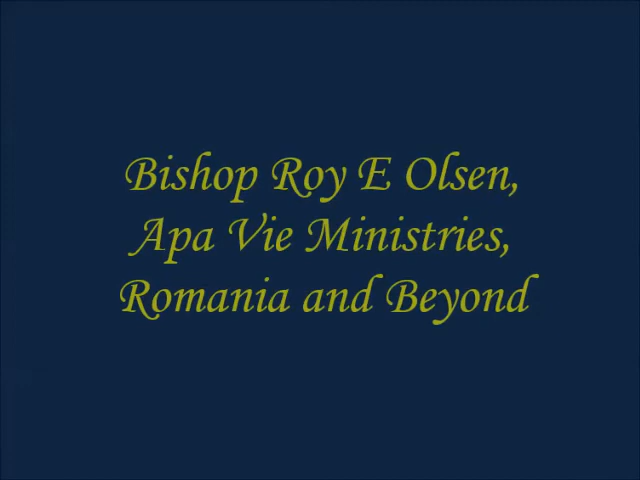 Bishop Roy E Olsen,
Apa Vie Ministries,
Romania and Beyond